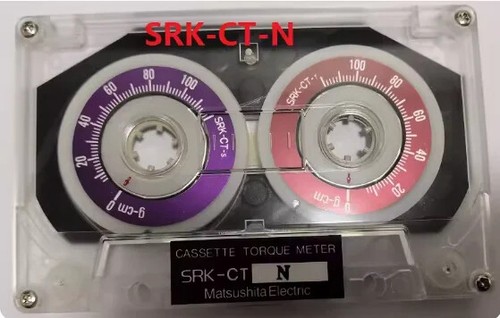 SRK-CT-N
0 20 40 60 80 100
g-cm
SRK-CT-s
SRK-CT-r
100 80 60 40 20 0
g-cm
CASSETTE TORQUE METER
SRK-CT N
Matsushita Electric